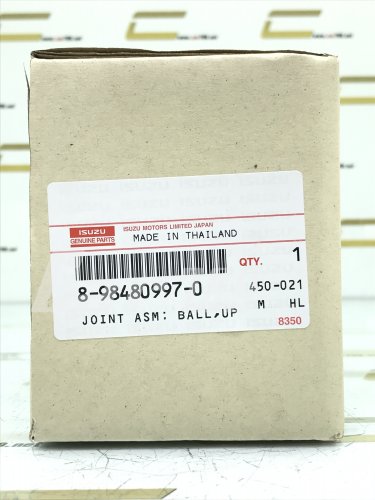 ISUZU
GENUINE PARTS
ISUZU MOTORS LIMITED JAPAN
MADE IN THAILAND
QTY. 1
8-98480997-0
450-021
M HL
JOINT ASM: BALL,UP
8350